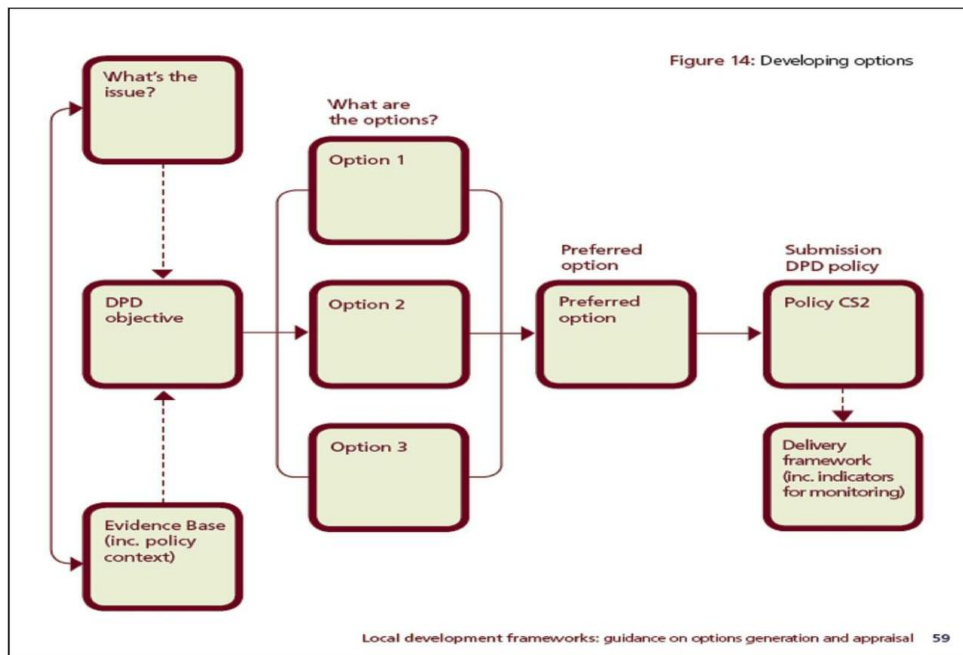 Figure 14: Developing options
What's the
issue?
What are
the options?
Option 1
DPD
objective
Option 2
Preferred
option
Preferred
option
Submission
DPD policy
Policy CS2
Option 3
Delivery
framework
(inc. indicators
for monitoring)
Evidence Base
(inc. policy
context)
Local development frameworks: guidance on options generation and appraisal 59